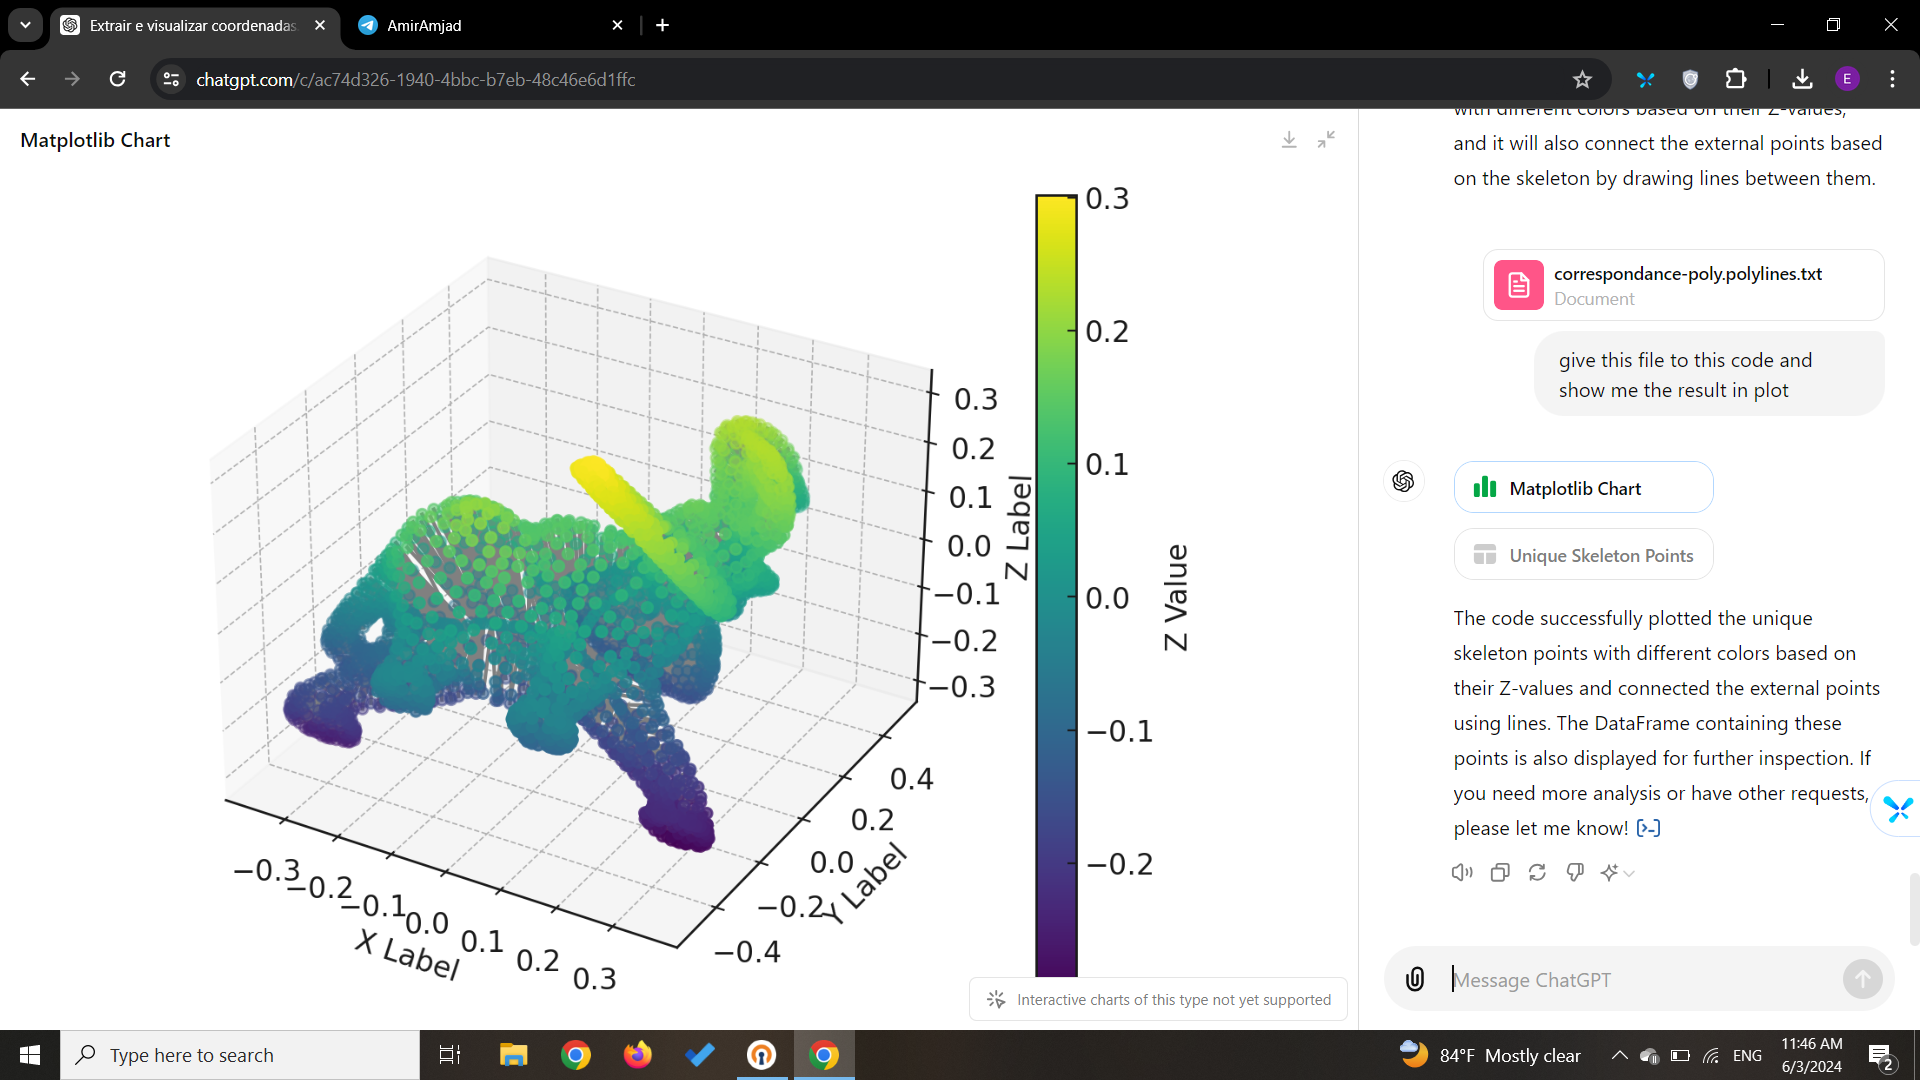 Extrair e visualizar coordenadas
AmirAmjad
chatgpt.com/c/ac74d326-1940-4bbc-b7eb-48c46e6d1ffc
E
Matplotlib Chart
0.3
0.2
0.1
0.0
−0.1
−0.2
Z Value
0.3
0.2
0.1
0.0
−0.1
−0.2
−0.3
Z Label
0.4
0.2
0.0
−0.2
−0.4
Y Label
−0.3
−0.2
−0.1
0.0
0.1
0.2
0.3
X Label
Interactive charts of this type not yet supported
with different colors based on their Z-values,
and it will also connect the external points based
on the skeleton by drawing lines between them.
correspondance-poly.polylines.txt
Document
give this file to this code and
show me the result in plot
Matplotlib Chart
Unique Skeleton Points
The code successfully plotted the unique
skeleton points with different colors based on
their Z-values and connected the external points
using lines. The DataFrame containing these
points is also displayed for further inspection. If
you need more analysis or have other requests,
please let me know! [>-]
Message ChatGPT
Type here to search
84°F Mostly clear
ENG
11:46 AM
6/3/2024
2